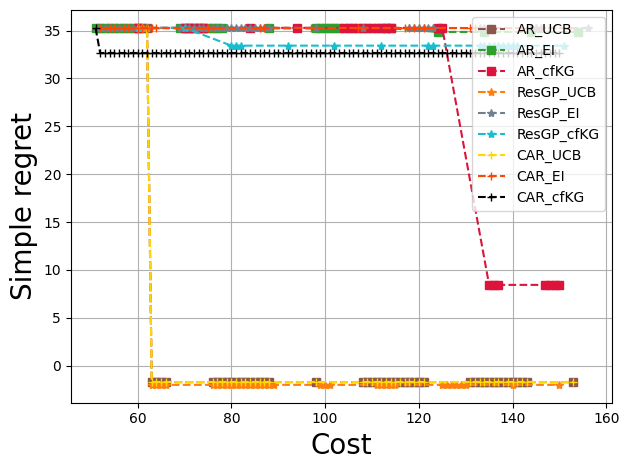 Simple regret
35
30
25
20
15
10
5
0
60
80
100
120
140
160
Cost
AR_UCB
AR_EI
AR_cfKG
ResGP_UCB
ResGP_EI
ResGP_cfKG
CAR_UCB
CAR_EI
CAR_cfKG